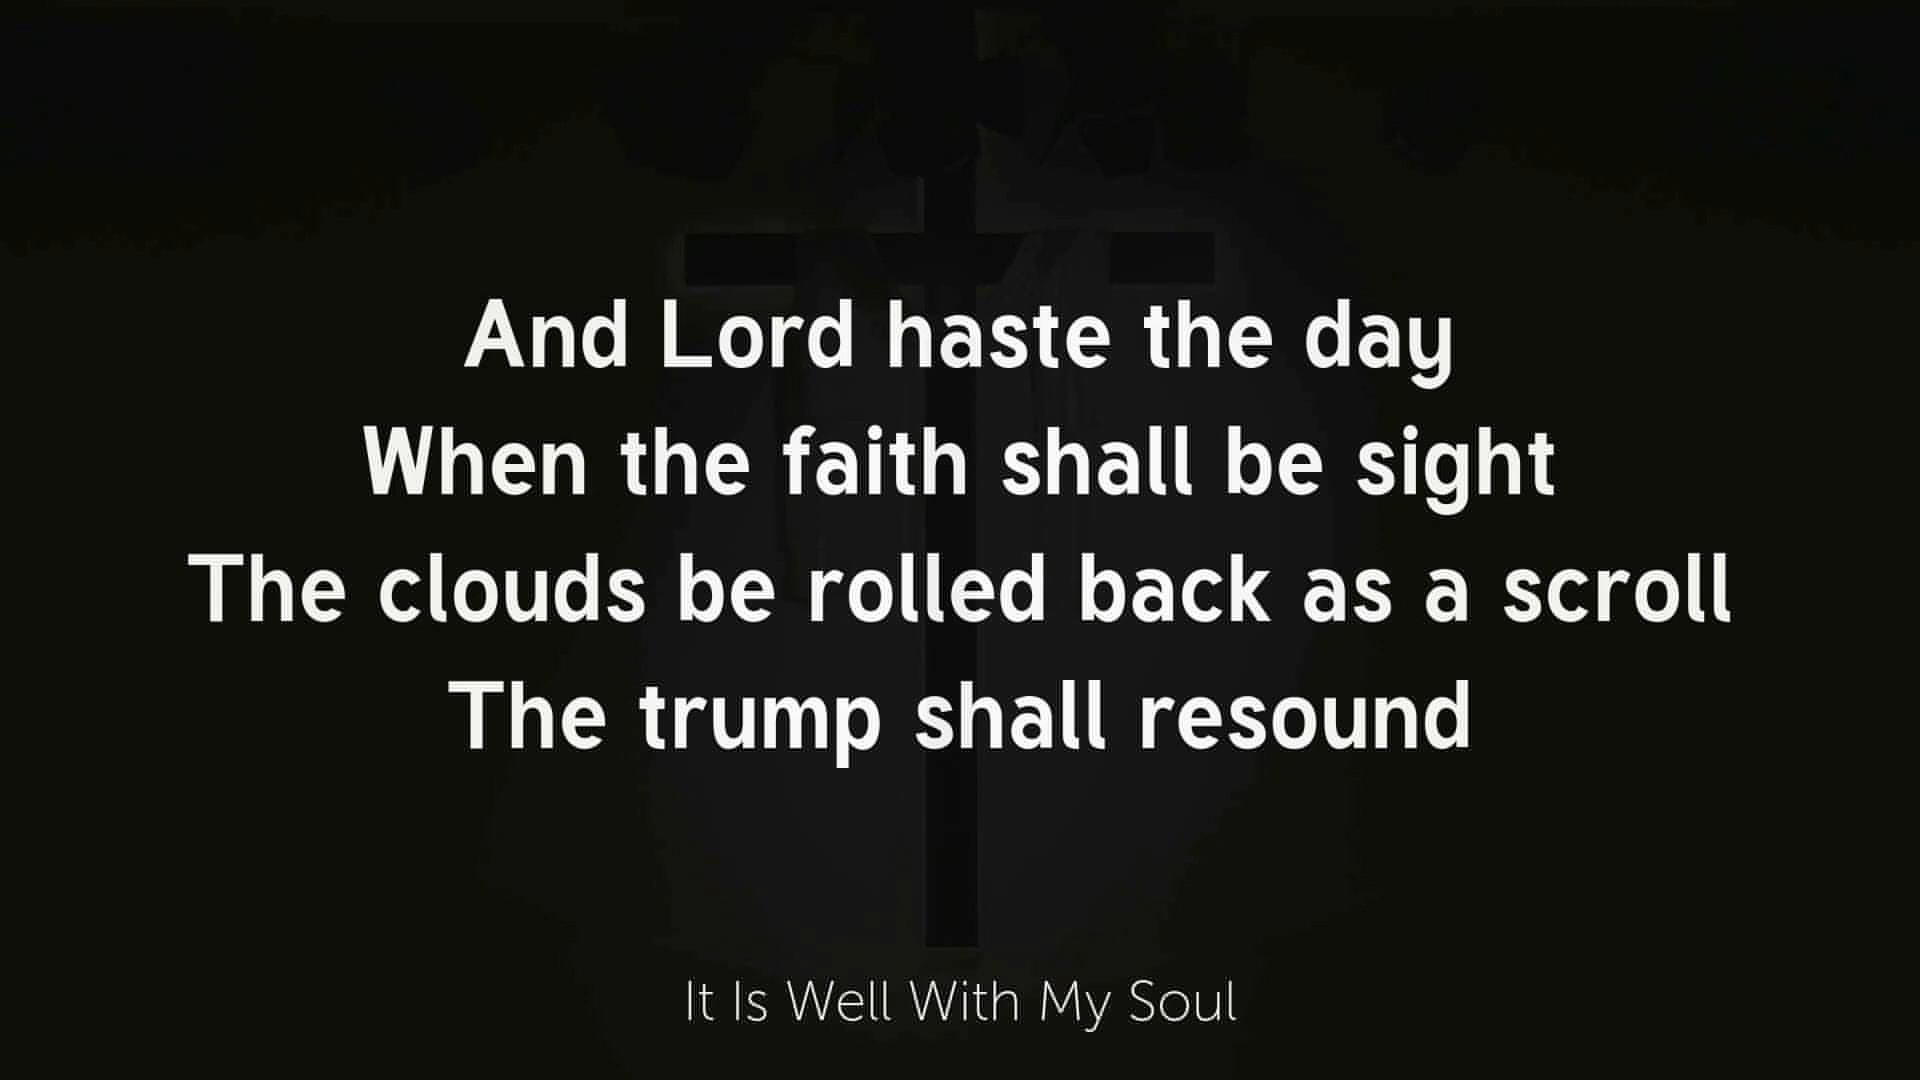 And Lord haste the day
When the faith shall be sight
The clouds be rolled back as a scroll
The trump shall resound
It Is Well With My Soul